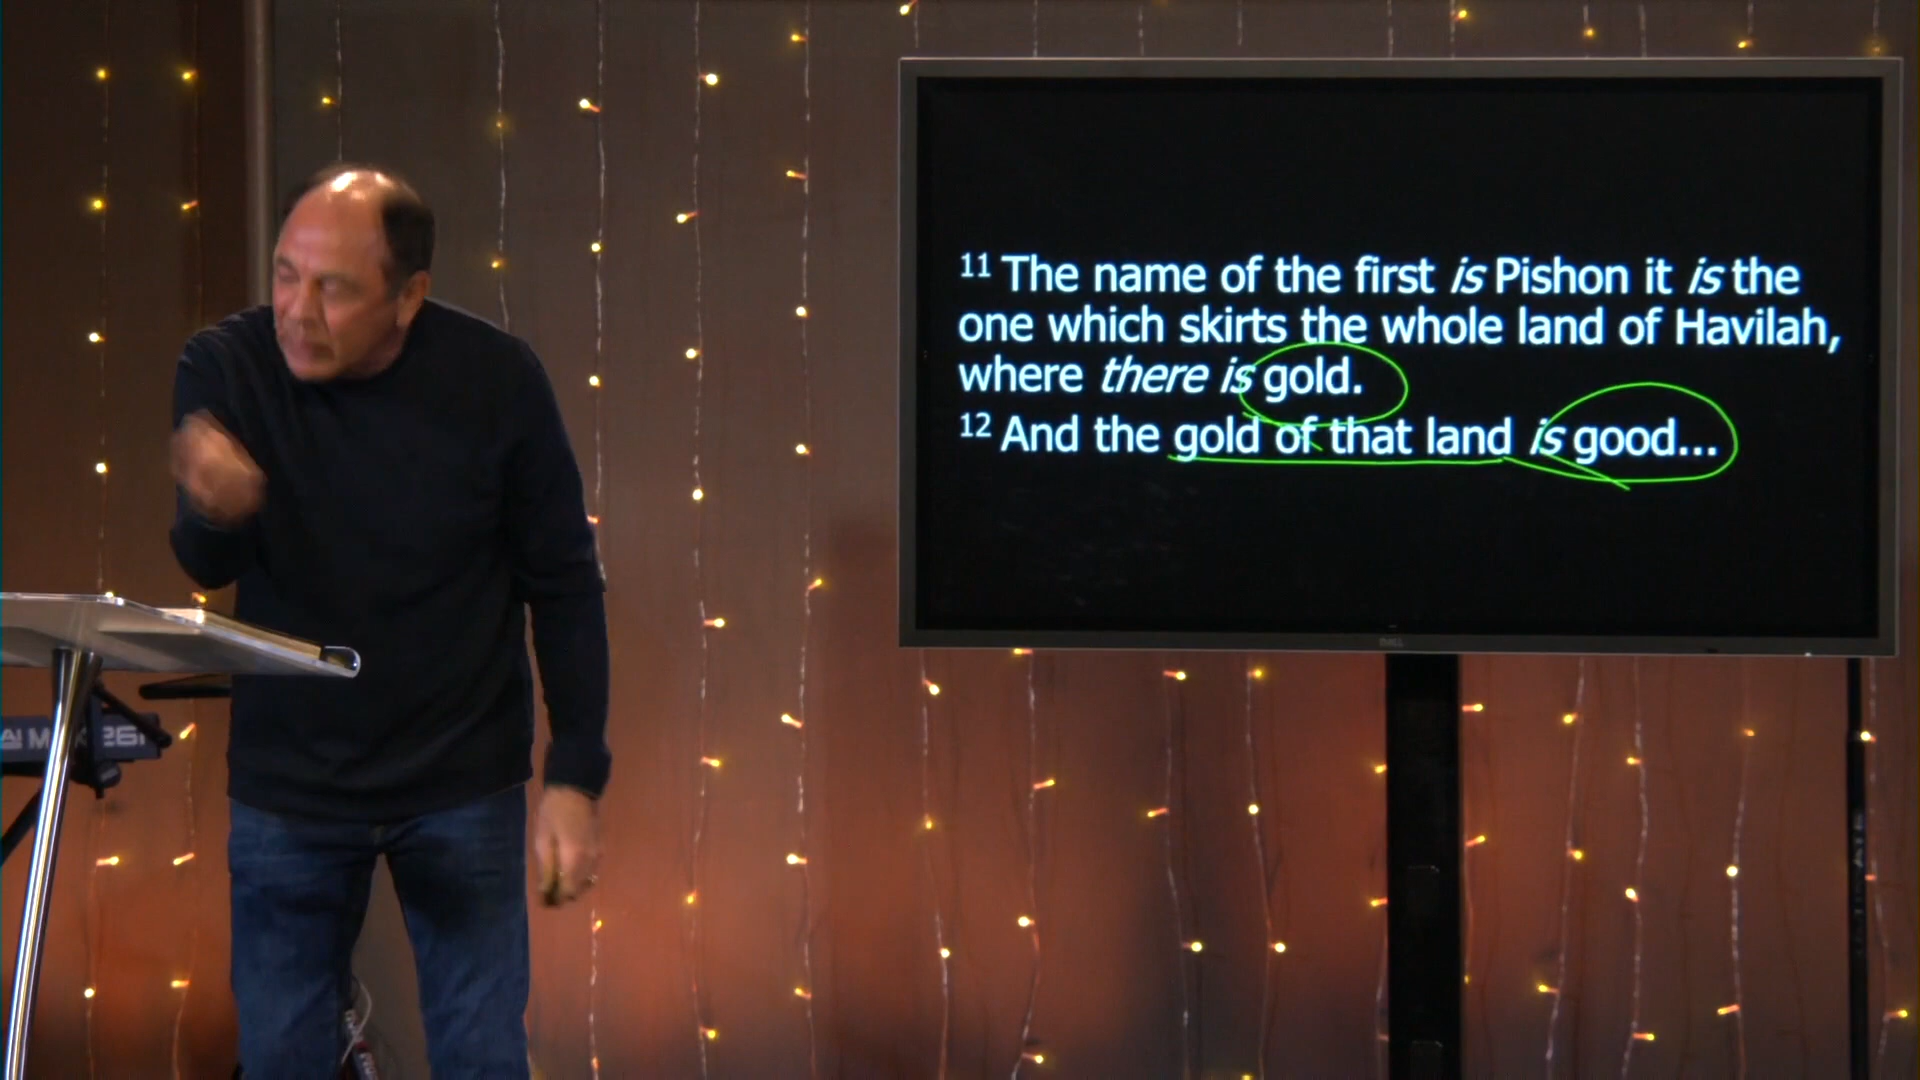 11 The name of the first is Pishon it is the
one which skirts the whole land of Havilah,
where there is gold.
12 And the gold of that land is good...
DELL